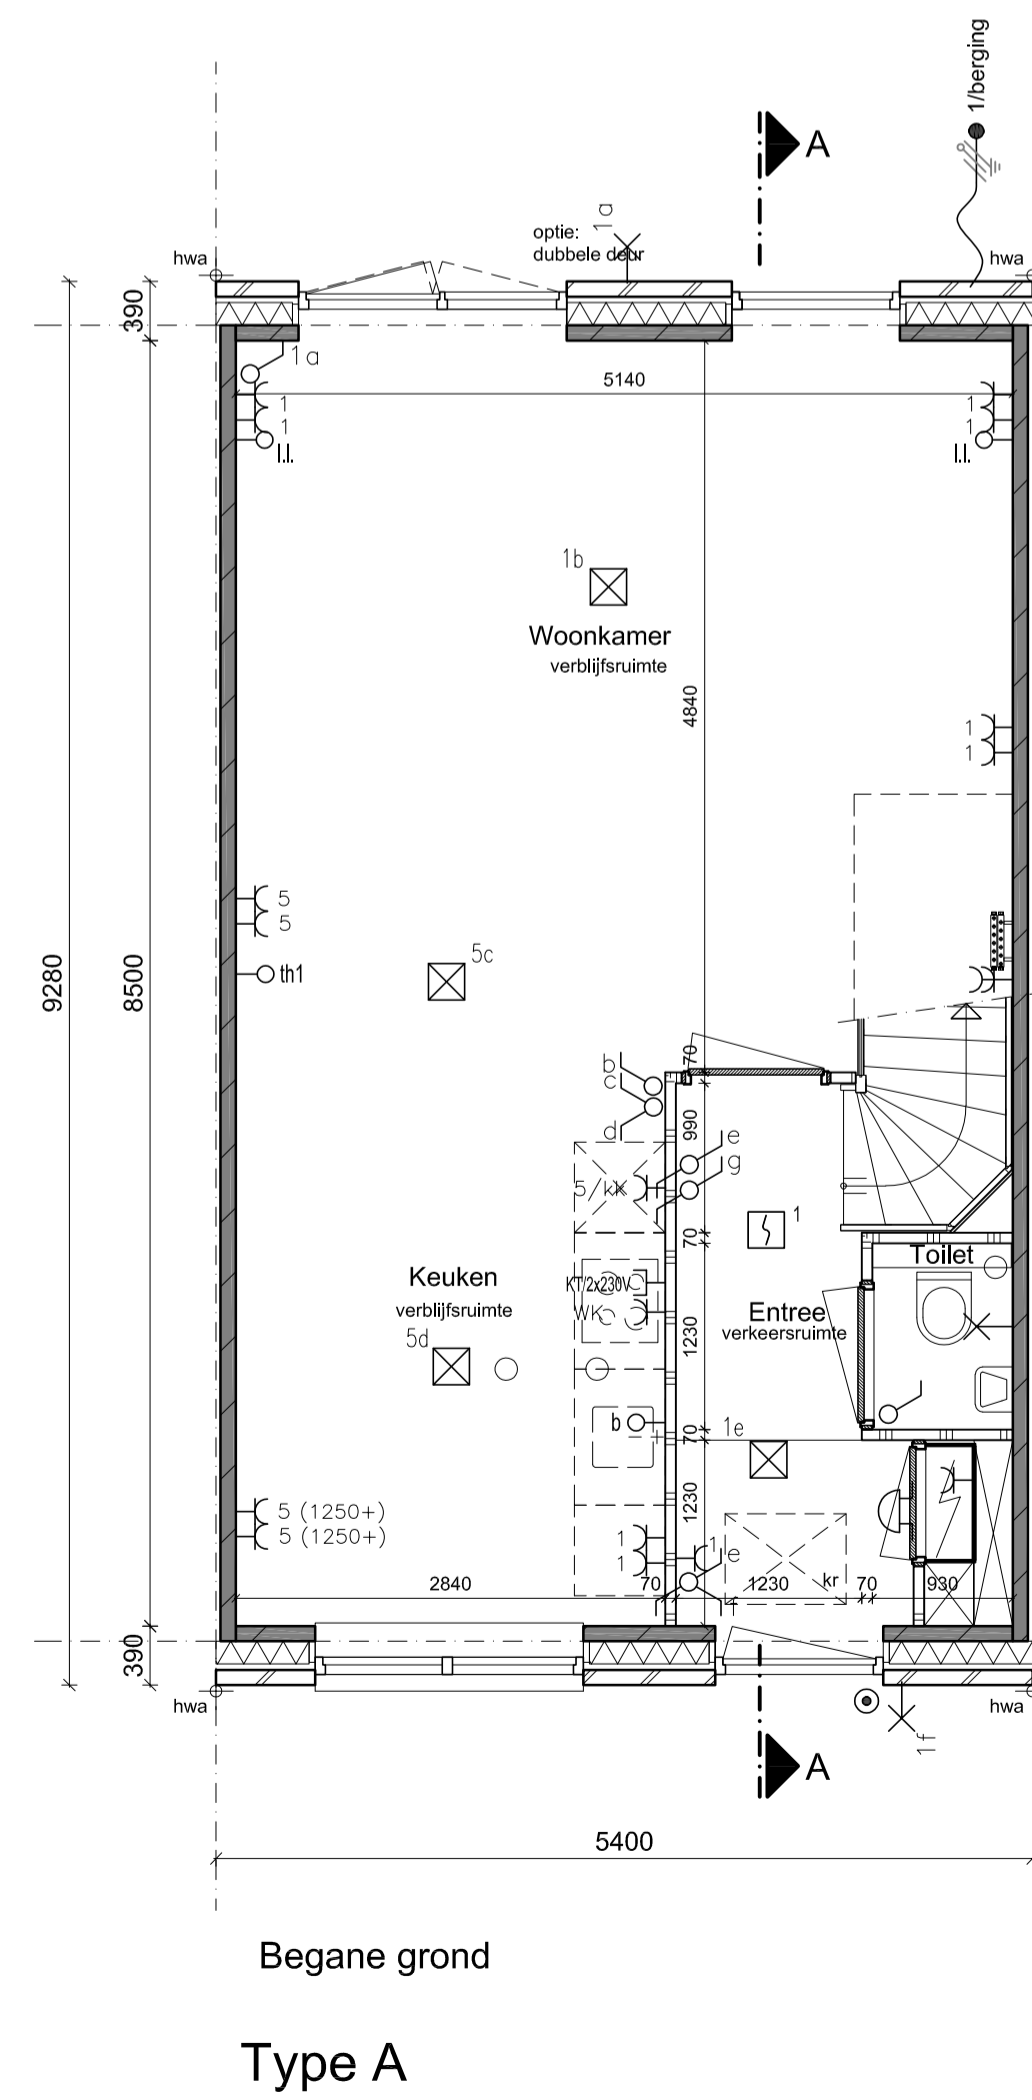 1/berging
A
optie:
dubbele deur
1a
hwa
hwa
390
1a
5140
1
1
l.l.
1
1
l.l.
1b
Woonkamer
verblijfsruimte
4840
1
1
5
5
th1
5c
9280
8500
70
b
c
d
990
e
g
5/kk
1
70
Toilet
Keuken
verblijfsruimte
KT/2x230V
WK
Entree
verkeersruimte
5d
1230
b
70
1e
5 (1250+)
5 (1250+)
1230
1
1
1
e
f
2840
70
1230
kr
70
930
390
hwa
hwa
1f
A
5400
Begane grond
Type A